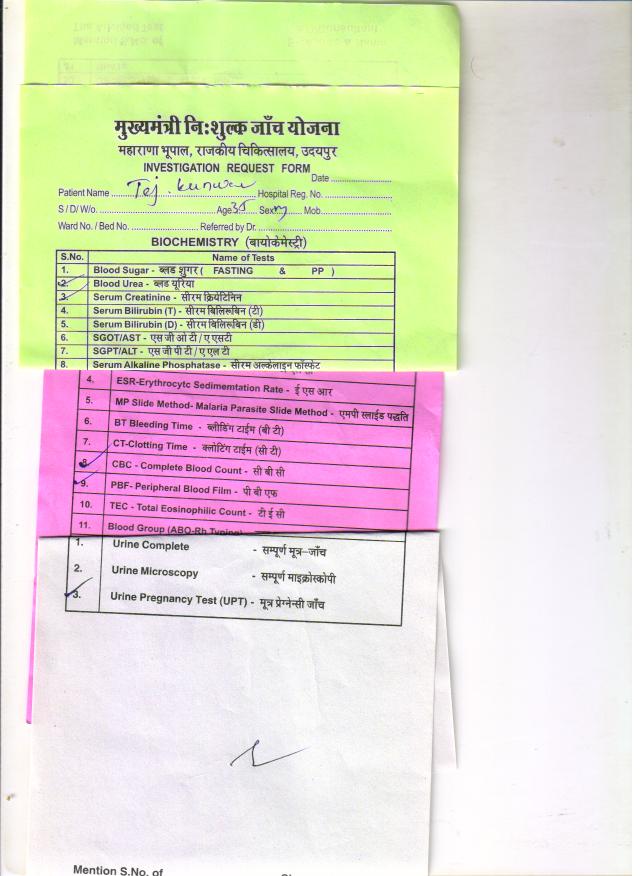 मुख्यमंत्री नि:शुल्क जाँच योजना
महाराणा भूपाल, राजकीय चिकित्सालय, उदयपुर
INVESTIGATION REQUEST FORM
Date
Patient Name Tej. kunwar Hospital Reg. No.
S / D/ W/o. Age 35 Sex M Mob.
Ward No. / Bed No. Referred by Dr.
BIOCHEMISTRY (बायोकेमेस्ट्री)
S.No. Name of Tests
1. Blood Sugar - ब्लड शुगर ( FASTING & PP )
2. Blood Urea - ब्लड यूरिया
3. Serum Creatinine - सीरम क्रियेटिनिन
4. Serum Bilirubin (T) - सीरम बिलिरूबिन (टी)
5. Serum Bilirubin (D) - सीरम बिलिरूबिन (डी)
6. SGOT/AST - एस जी ओ टी / ए एसटी
7. SGPT/ALT - एस जी पी टी / ए एल टी
8. Serum Alkaline Phosphatase - सीरम अल्केलाइन फॉस्फेट
4. ESR-Erythrocytc Sedimemtation Rate - ई एस आर
5. MP Slide Method- Malaria Parasite Slide Method - एमपी स्लाईड पद्धति
6. BT Bleeding Time - ब्लीडिंग टाईम (बी टी)
7. CT-Clotting Time - क्लोटिंग टाईम (सी टी)
8. CBC - Complete Blood Count - सी बी सी
9. PBF- Peripheral Blood Film - पी बी एफ
10. TEC - Total Eosinophilic Count - टी ई सी
11. Blood Group (ABO-Rh Typing)
1. Urine Complete - सम्पूर्ण मूत्र–जाँच
2. Urine Microscopy - सम्पूर्ण माइक्रोस्कोपी
3. Urine Pregnancy Test (UPT) - मूत्र प्रेग्नेन्सी जाँच
Mention S.No. of